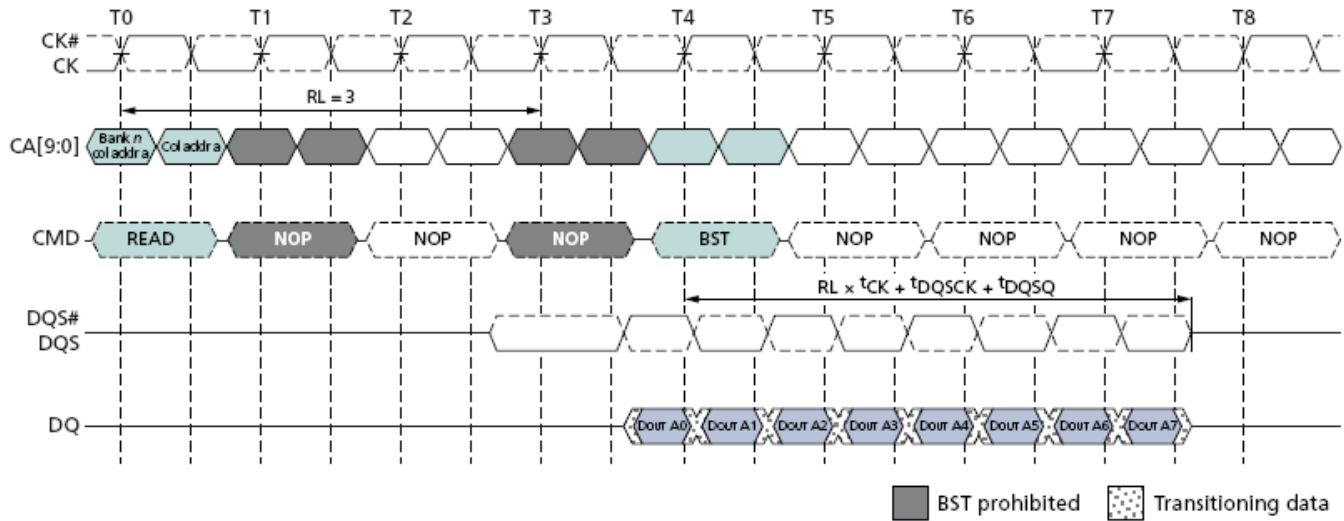 T0 T1 T2 T3 T4 T5 T6 T7 T8
CK#
CK
RL = 3
CA[9:0] Bank n Col addr a
col addr a
CMD READ NOP NOP NOP BST NOP NOP NOP NOP
RL × tCK + tDQSCK + tDQSQ
DQS#
DQS
DQ DOUT A0 DOUT A1 DOUT A2 DOUT A3 DOUT A4 DOUT A5 DOUT A6 DOUT A7
BST prohibited Transitioning data